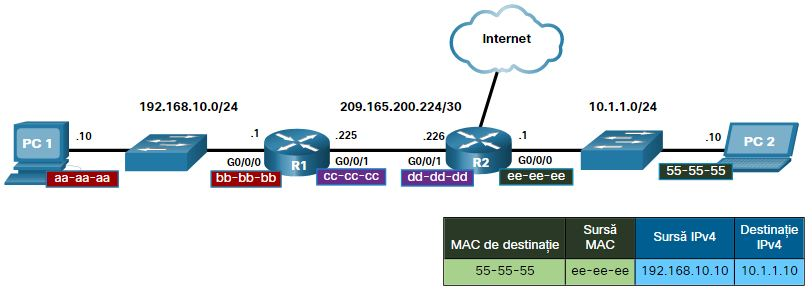 Internet
192.168.10.0/24
209.165.200.224/30
10.1.1.0/24
PC 1
.10
.1
R1
.225
.226
R2
.1
.10
PC 2
G0/0/0
G0/0/1
G0/0/1
G0/0/0
aa-aa-aa
bb-bb-bb
cc-cc-cc
dd-dd-dd
ee-ee-ee
55-55-55
MAC de destinație
Sursă MAC
Sursă IPv4
Destinație IPv4
55-55-55
ee-ee-ee
192.168.10.10
10.1.1.10